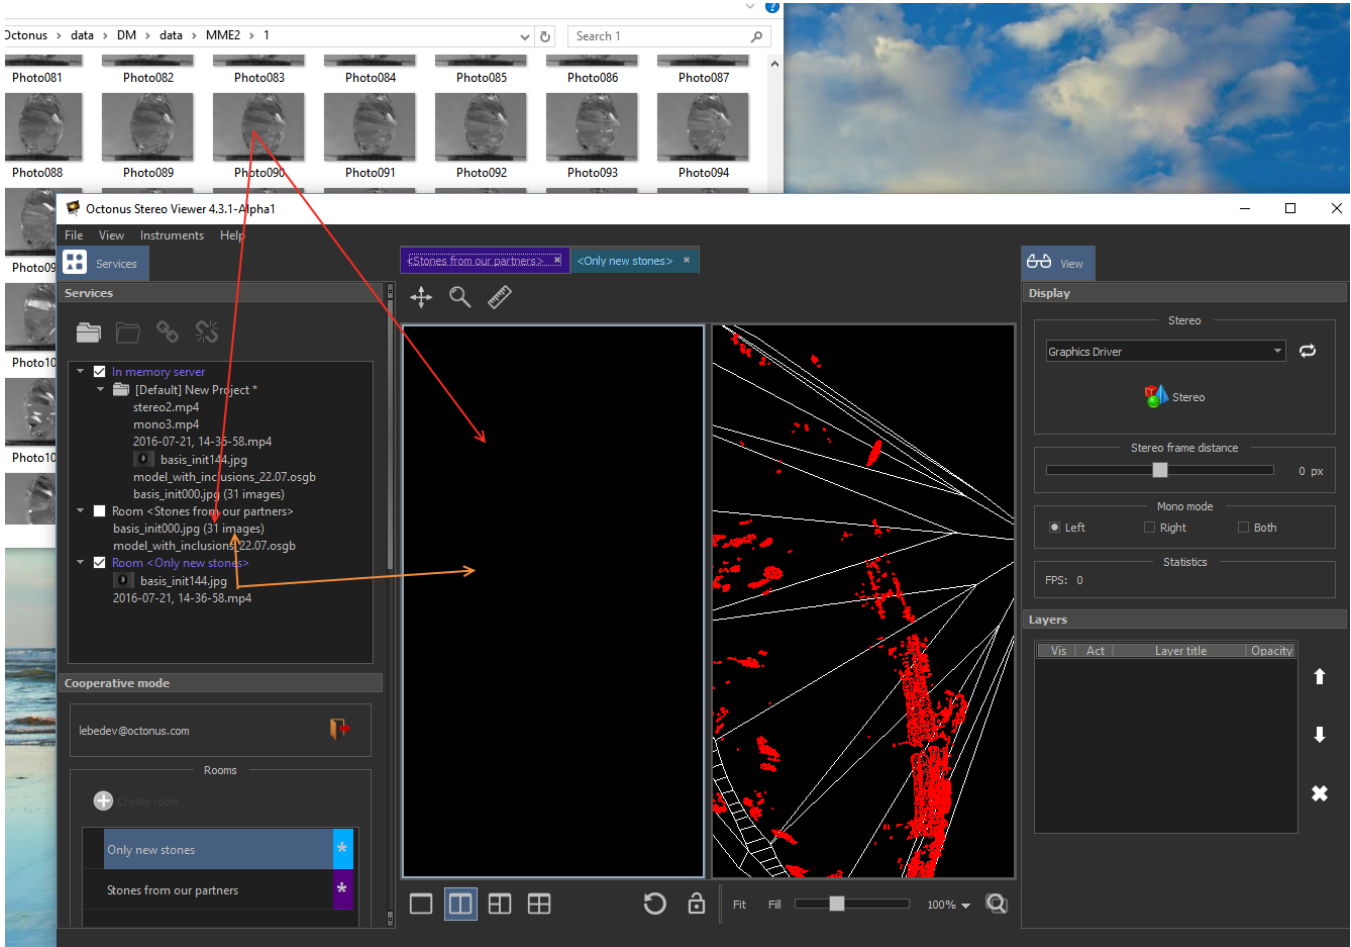 Octonus > data > DM > data > MME2 > 1
Search 1
Photo081 Photo082 Photo083 Photo084 Photo085 Photo086 Photo087
Photo088 Photo089 Photo090 Photo091 Photo092 Photo093 Photo094
Octonus Stereo Viewer 4.3.1-Alpha1
File View Instruments Help
Photo09
Photo10
Photo10
Services
Services
In memory server
[Default] New Project *
stereo2.mp4
mono3.mp4
2016-07-21, 14-36-58.mp4
basis_init144.jpg
model_with_inclusions_22.07.osgb
basis_init000.jpg (31 images)
Room <Stones from our partners>
basis_init000.jpg (31 images)
model_with_inclusions_22.07.osgb
Room <Only new stones>
basis_init144.jpg
2016-07-21, 14-36-58.mp4
Cooperative mode
lebedev@octonus.com
Rooms
Create room
Only new stones *
Stones from our partners *
<Stones from our partners> <Only new stones>
Fit Fill 100%
View
Display
Stereo
Graphics Driver
Stereo
Stereo frame distance
0 px
Mono mode
Left Right Both
Statistics
FPS: 0
Layers
Vis Act Layer title Opacity